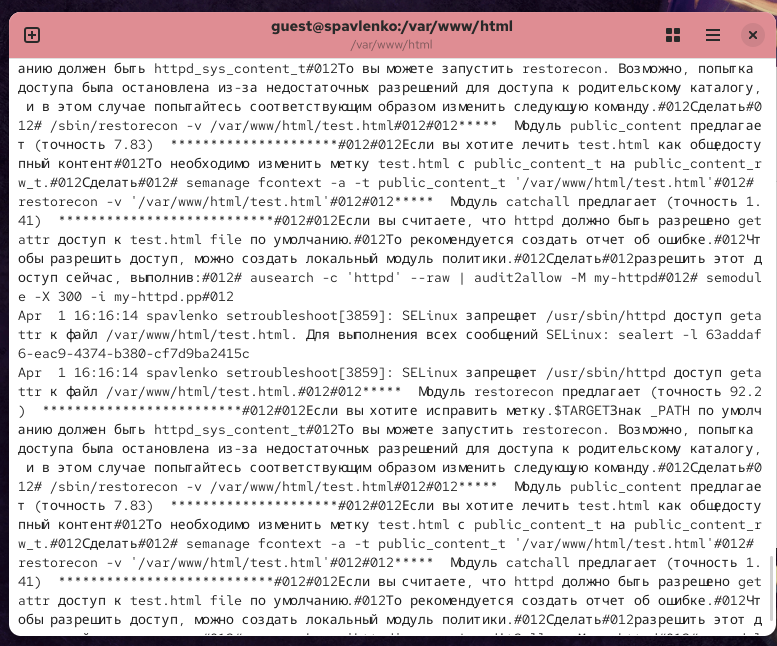 guest@spavlenko:/var/www/html
/var/www/html
анию должен быть httpd_sys_content_t#012То вы можете запустить restorecon. Возможно, попытка
доступа была остановлена из-за недостаточных разрешений для доступа к родительскому каталогу,
и в этом случае попытайтесь соответствующим образом изменить следующую команду.#012Сделать#0
12# /sbin/restorecon -v /var/www/html/test.html#012#012***** Модуль public_content предлагае
т (точность 7.83) *********************#012#012Если вы хотите лечить test.html как общедосту
пный контент#012То необходимо изменить метку test.html с public_content_t на public_content_r
w_t.#012Сделать#012# semanage fcontext -a -t public_content_t '/var/www/html/test.html'#012#
restorecon -v '/var/www/html/test.html'#012#012***** Модуль catchall предлагает (точность 1.
41) ***************************#012#012Если вы считаете, что httpd должно быть разрешено get
attr доступ к test.html file по умолчанию.#012То рекомендуется создать отчет об ошибке.#012Чт
обы разрешить доступ, можно создать локальный модуль политики.#012Сделать#012разрешить этот д
оступ сейчас, выполнив:#012# ausearch -c 'httpd' --raw | audit2allow -M my-httpd#012# semodul
e -X 300 -i my-httpd.pp#012
Apr  1 16:16:14 spavlenko setroubleshoot[3859]: SELinux запрещает /usr/sbin/httpd доступ geta
ttr к файл /var/www/html/test.html. Для выполнения всех сообщений SELinux: sealert -l 63addaf
6-eac9-4374-b380-cf7d9ba2415c
Apr  1 16:16:14 spavlenko setroubleshoot[3859]: SELinux запрещает /usr/sbin/httpd доступ geta
ttr к файл /var/www/html/test.html.#012#012***** Модуль restorecon предлагает (точность 92.2
) *************************#012#012Если вы хотите исправить метку.$TARGETЗнак _PATH по умолч
анию должен быть httpd_sys_content_t#012То вы можете запустить restorecon. Возможно, попытка
доступа была остановлена из-за недостаточных разрешений для доступа к родительскому каталогу,
и в этом случае попытайтесь соответствующим образом изменить следующую команду.#012Сделать#0
12# /sbin/restorecon -v /var/www/html/test.html#012#012***** Модуль public_content предлагае
т (точность 7.83) *********************#012#012Если вы хотите лечить test.html как общедосту
пный контент#012То необходимо изменить метку test.html с public_content_t на public_content_r
w_t.#012Сделать#012# semanage fcontext -a -t public_content_t '/var/www/html/test.html'#012#
restorecon -v '/var/www/html/test.html'#012#012***** Модуль catchall предлагает (точность 1.
41) ***************************#012#012Если вы считаете, что httpd должно быть разрешено get
attr доступ к test.html file по умолчанию.#012То рекомендуется создать отчет об ошибке.#012Чт
обы разрешить доступ, можно создать локальный модуль политики.#012Сделать#012разрешить этот д